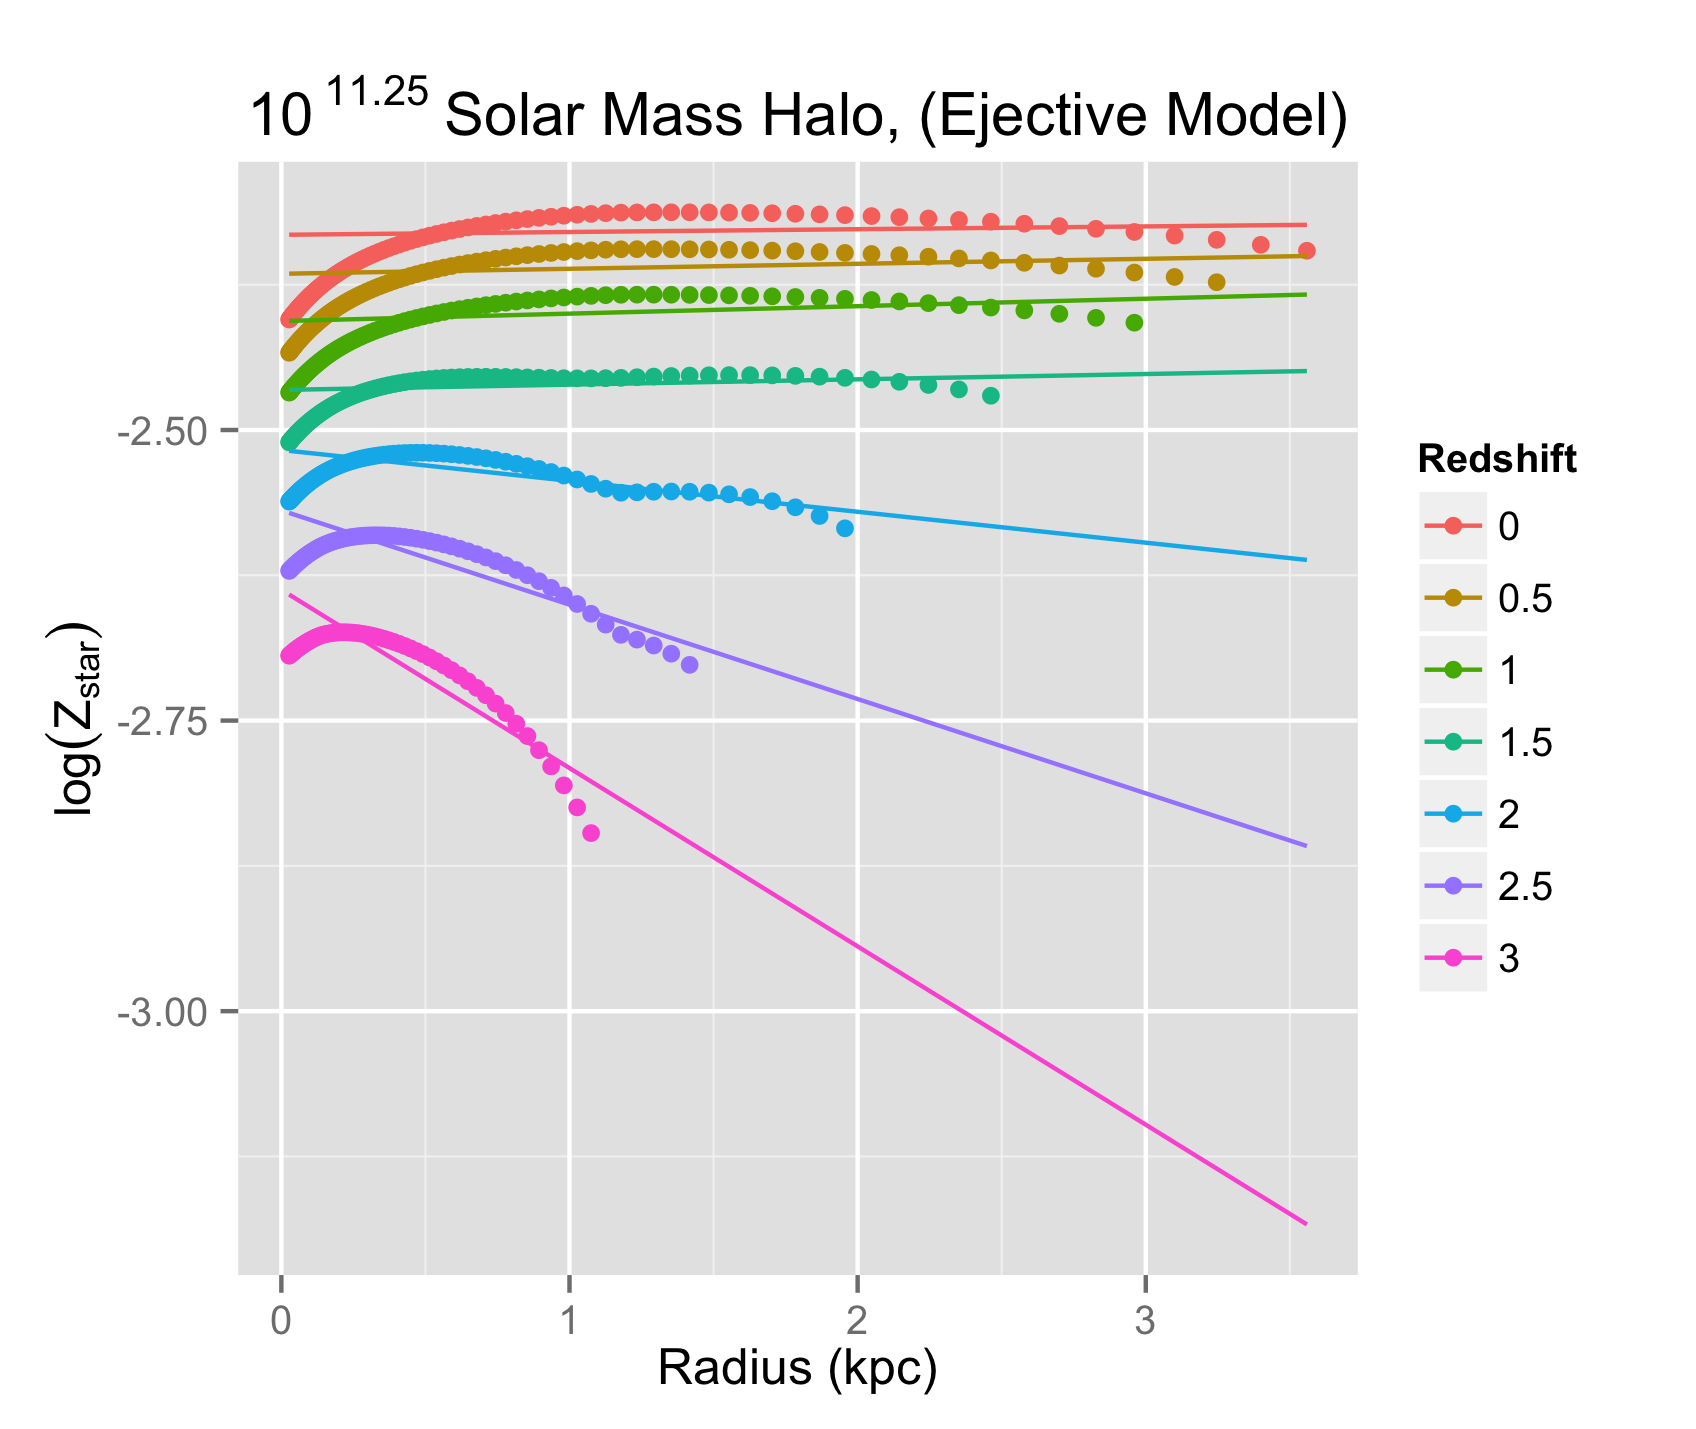 10 11.25 Solar Mass Halo, (Ejective Model)
log(Zstar)
-2.50
-2.75
-3.00
0 1 2 3
Radius (kpc)
Redshift
0
0.5
1
1.5
2
2.5
3